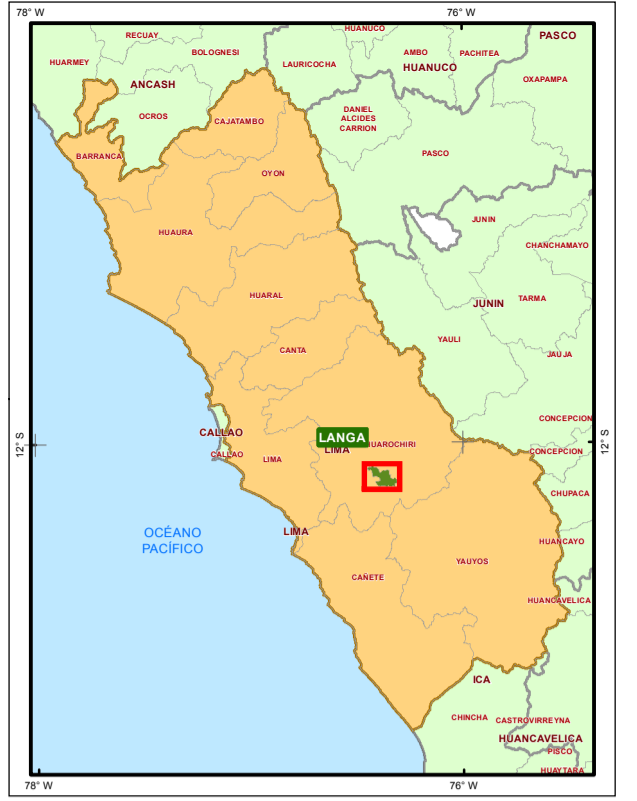 78° W
76° W
RECUAY
HUANUCO
PASCO
BOLOGNESI
AMBO
PACHITEA
HUARMEY
LAURICOCHA
HUANUCO
OXAPAMPA
ANCASH
OCROS
CAJATAMBO
DANIEL
ALCIDES
CARRION
BARRANCA
PASCO
OYON
JUNIN
HUAURA
CHANCHAMAYO
HUARAL
JUNIN
TARMA
YAULI
CANTA
JAUJA
CONCEPCION
CALLAO
LANGA
12° S
12° S
UAROCHIRI
LIMA
CALLAO
LIMA
CONCEPCION
CHUPACA
OCÉANO
PACÍFICO
LIMA
HUANCAYO
YAUYOS
CAÑETE
HUANCAVELICA
ICA
CHINCHA
CASTROVIRREYNA
HUANCAVELICA
PISCO
HUAYTARA
78° W
76° W